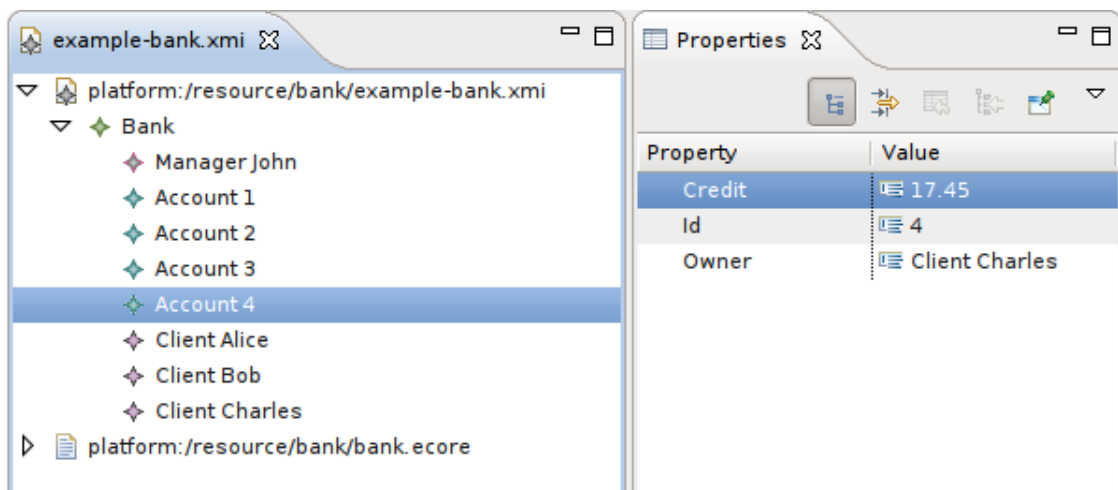 example-bank.xmi
platform:/resource/bank/example-bank.xmi
Bank
Manager John
Account 1
Account 2
Account 3
Account 4
Client Alice
Client Bob
Client Charles
platform:/resource/bank/bank.ecore
Properties
Property Value
Credit 17.45
Id 4
Owner Client Charles